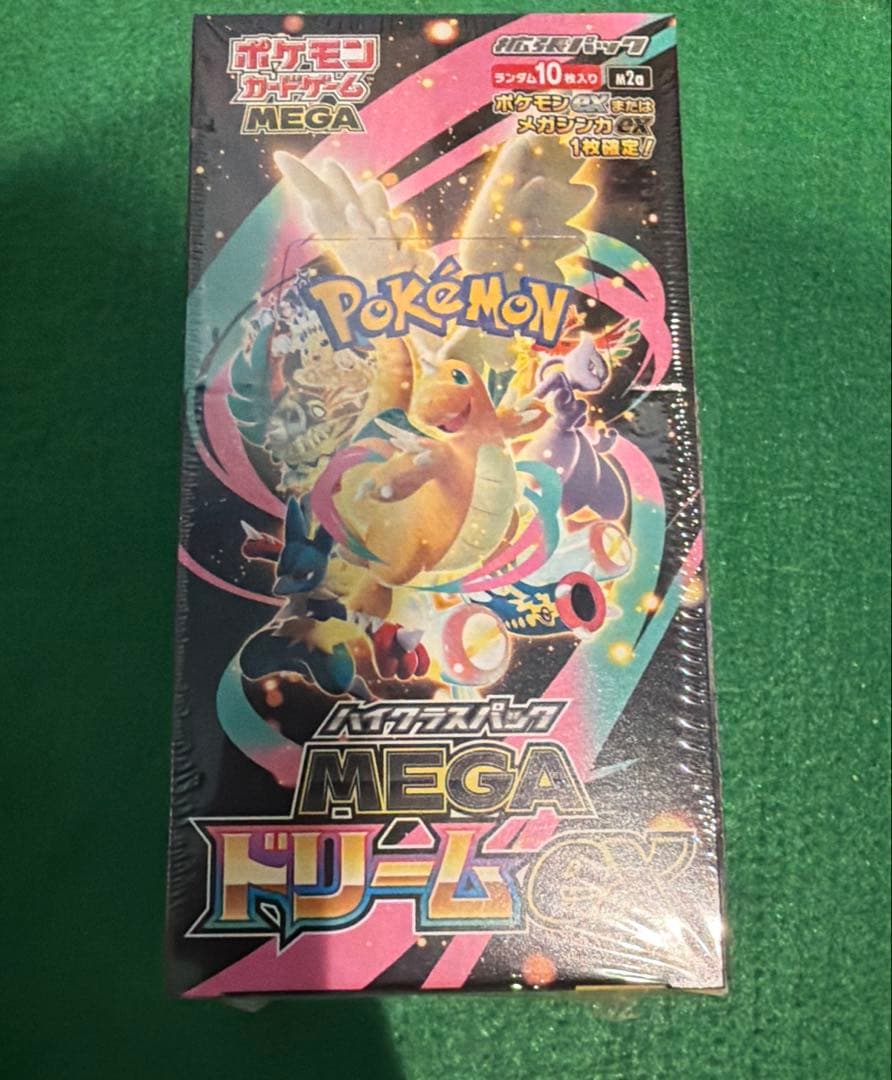 ポケモン
カードゲーム
MEGA
拡張パック
ランダム10枚入り
M2a
ポケモンexまたは
メガシンカex
1枚確定!
POKéMON
ハイクラスパック
MEGA
ドリームex